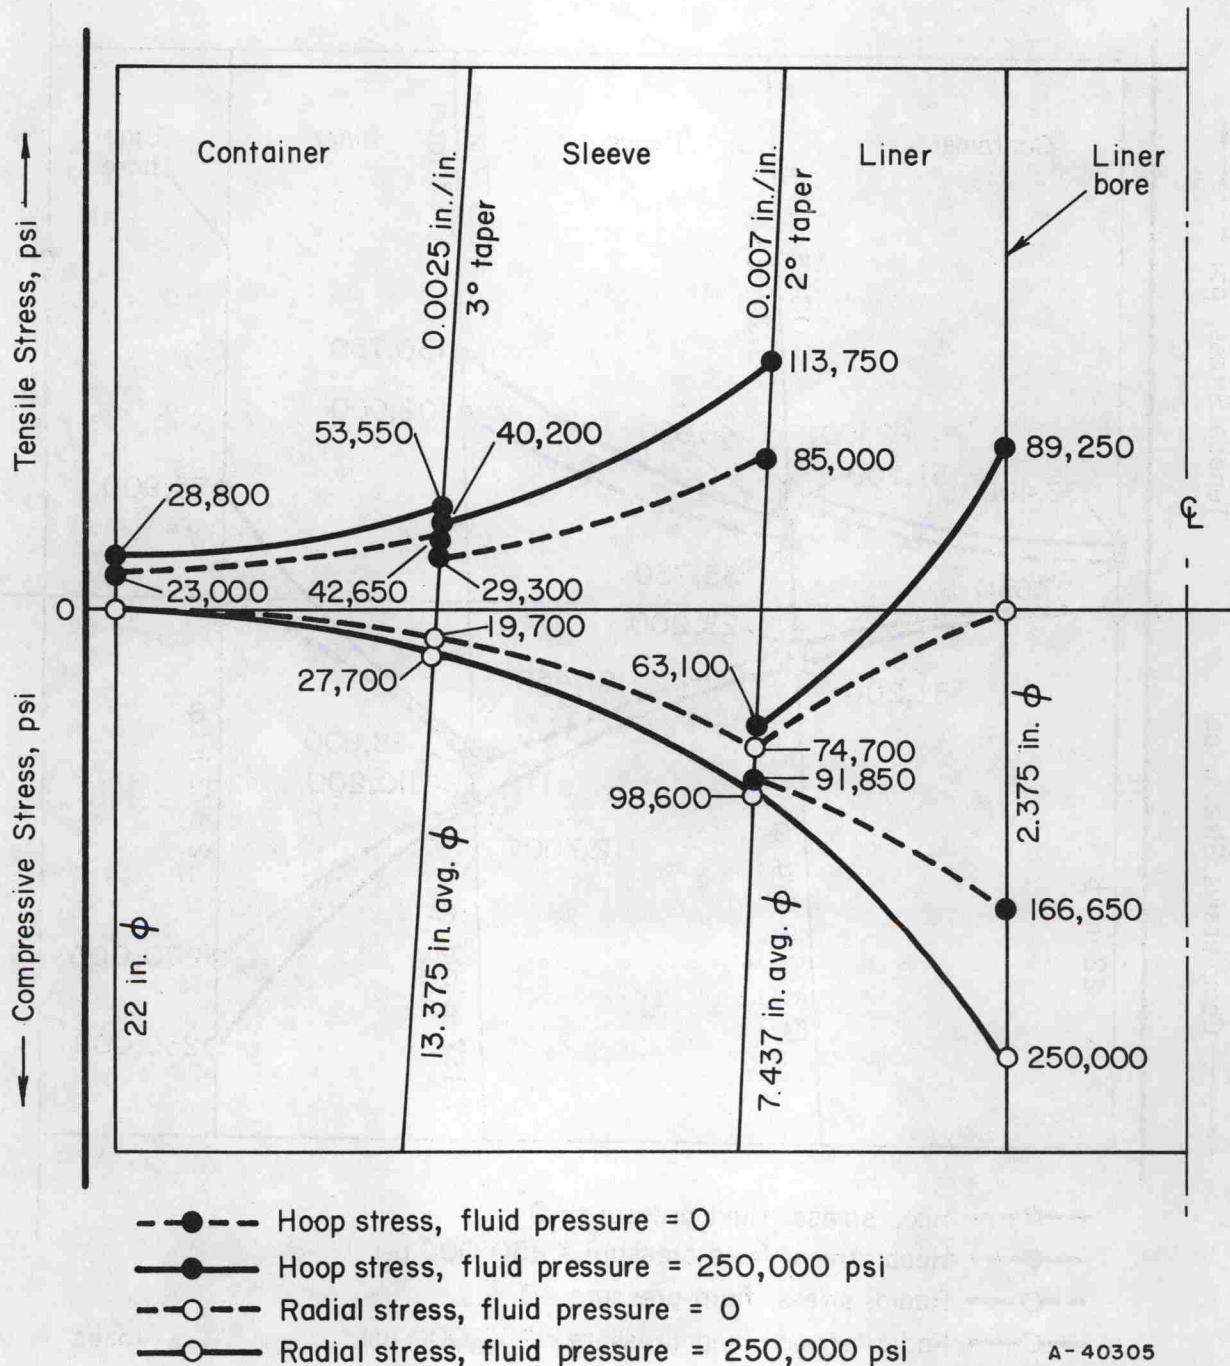 Tensile Stress, psi
Compressive Stress, psi
Container
Sleeve
Liner
Liner
bore
0.0025 in./in.
3° taper
0.007 in./in.
2° taper
113,750
53,550
40,200
85,000
89,250
28,800
℄
23,000
42,650
29,300
0
19,700
27,700
63,100
74,700
91,850
98,600
166,650
250,000
22 in. ϕ
13.375 in. avg. ϕ
7.437 in. avg. ϕ
2.375 in. ϕ
Hoop stress, fluid pressure = 0
Hoop stress, fluid pressure = 250,000 psi
Radial stress, fluid pressure = 0
Radial stress, fluid pressure = 250,000 psi
A-40305